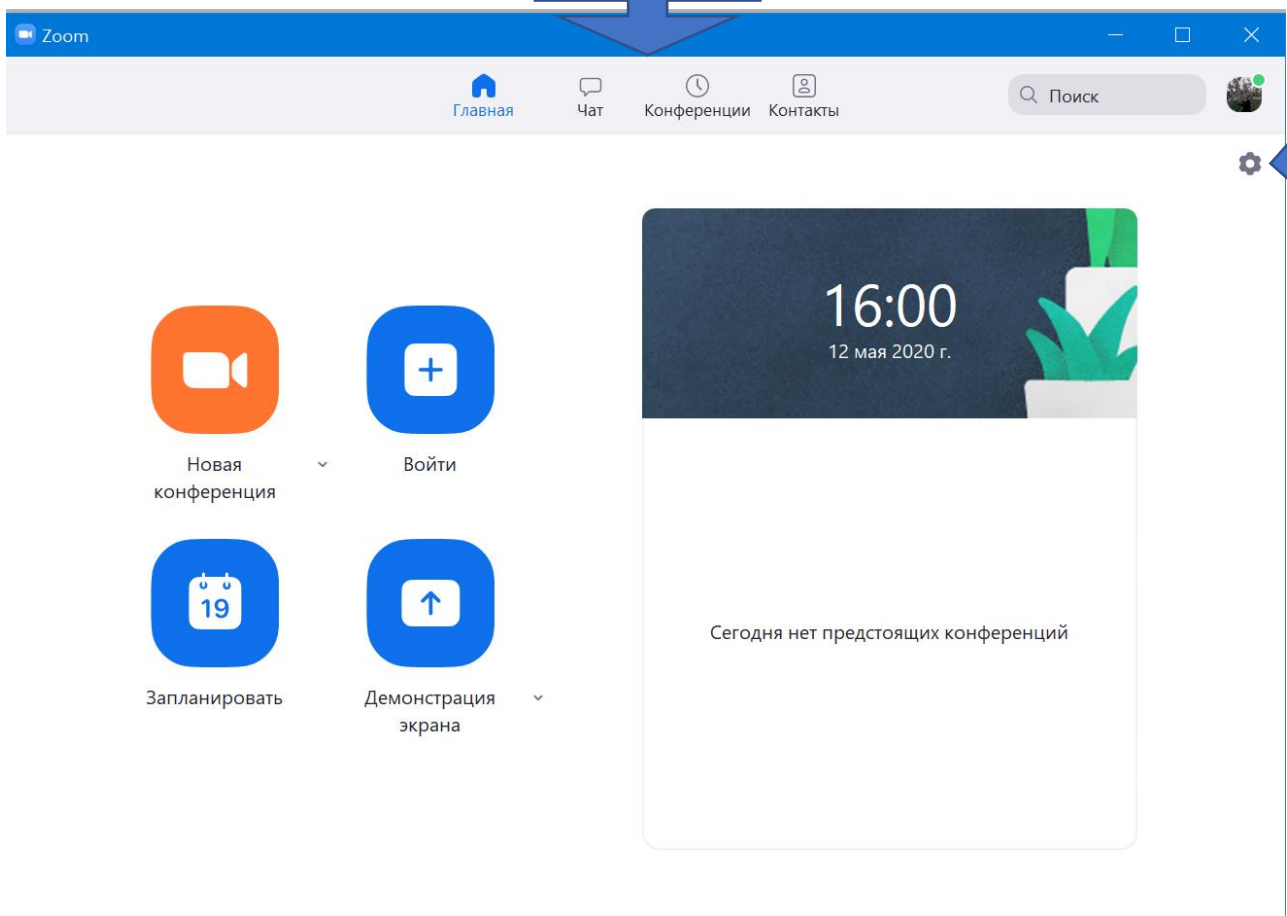 Zoom
Главная
Чат
Конференции
Контакты
Поиск
16:00
12 мая 2020 г.
Новая
конференция
Войти
19
Запланировать
Демонстрация
экрана
Сегодня нет предстоящих конференций